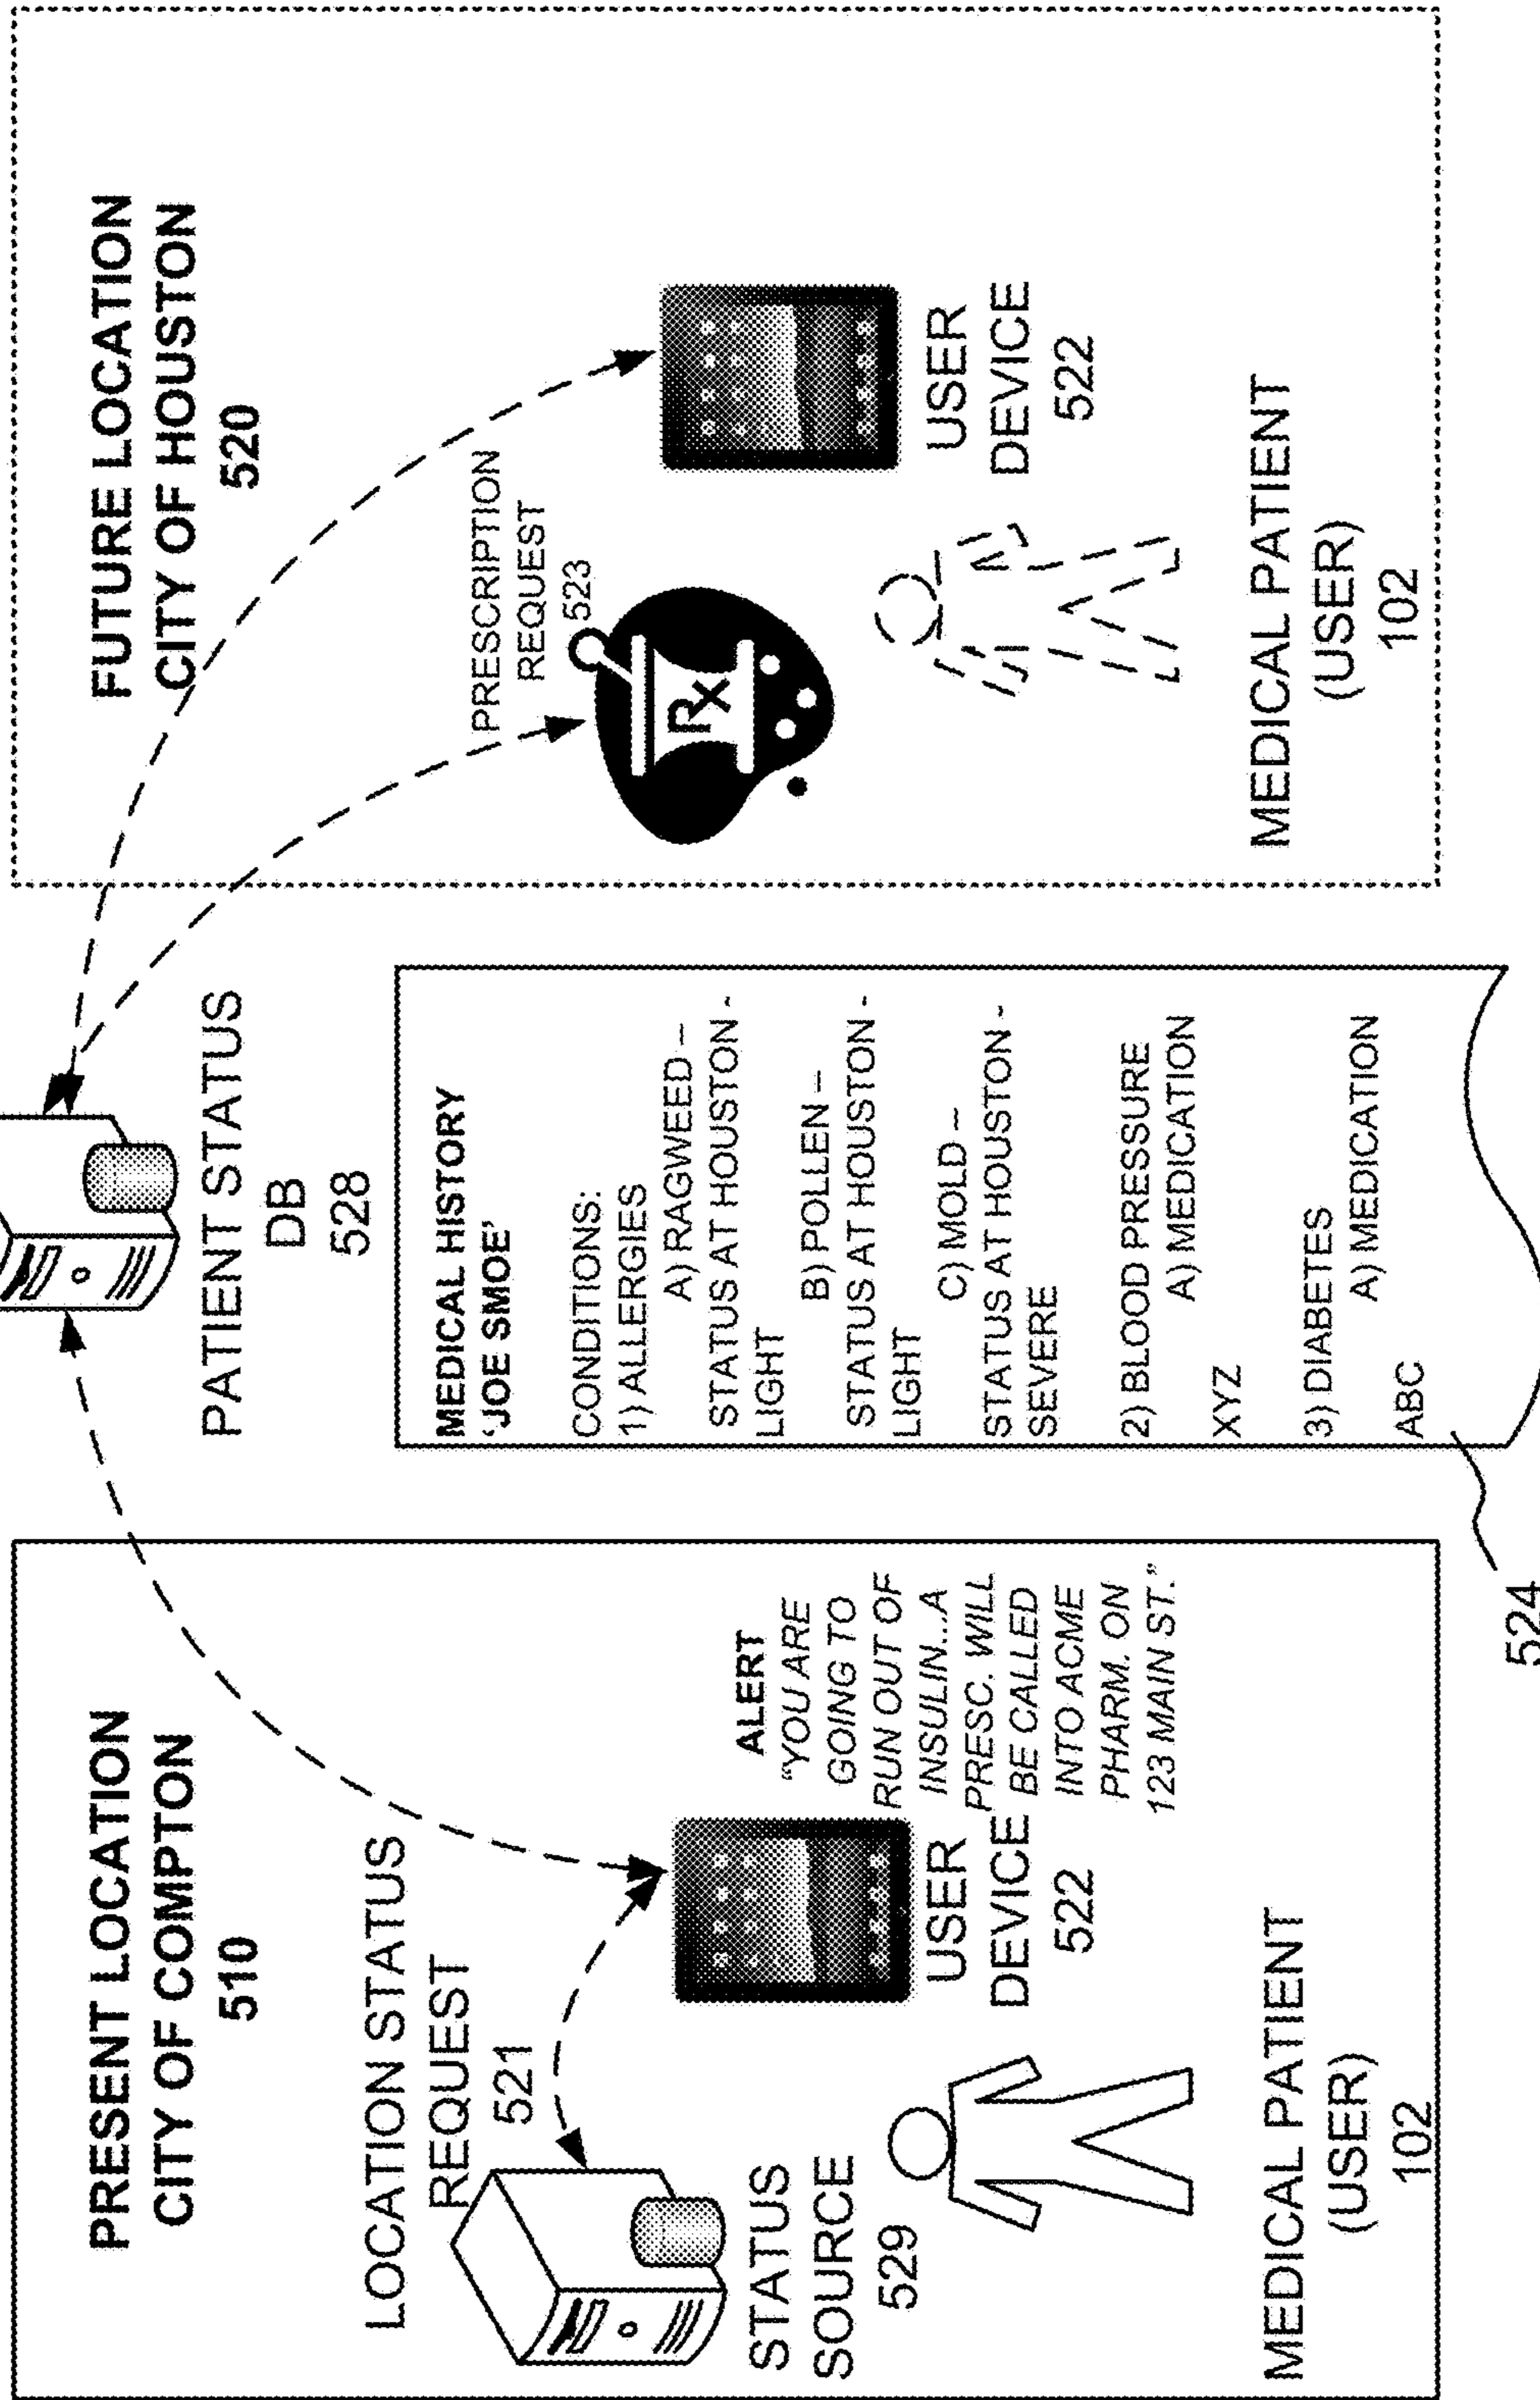 PRESENT LOCATION
CITY OF COMPTON
510
LOCATION STATUS
REQUEST
521
STATUS
SOURCE
529
USER
DEVICE
522
ALERT
“YOU ARE
GOING TO
RUN OUT OF
INSULIN...A
PRESC. WILL
BE CALLED
INTO ACME
PHARM. ON
123 MAIN ST.”
MEDICAL PATIENT
(USER)
102
PATIENT STATUS
DB
528
MEDICAL HISTORY
‘JOE SMOE’
CONDITIONS:
1) ALLERGIES
A) RAGWEED –
STATUS AT HOUSTON -
LIGHT
B) POLLEN –
STATUS AT HOUSTON -
LIGHT
C) MOLD –
STATUS AT HOUSTON -
SEVERE
2) BLOOD PRESSURE
A) MEDICATION
XYZ
3) DIABETES
A) MEDICATION
ABC
524
FUTURE LOCATION
CITY OF HOUSTON
520
PRESCRIPTION
REQUEST
523
Rx
USER
DEVICE
522
MEDICAL PATIENT
(USER)
102